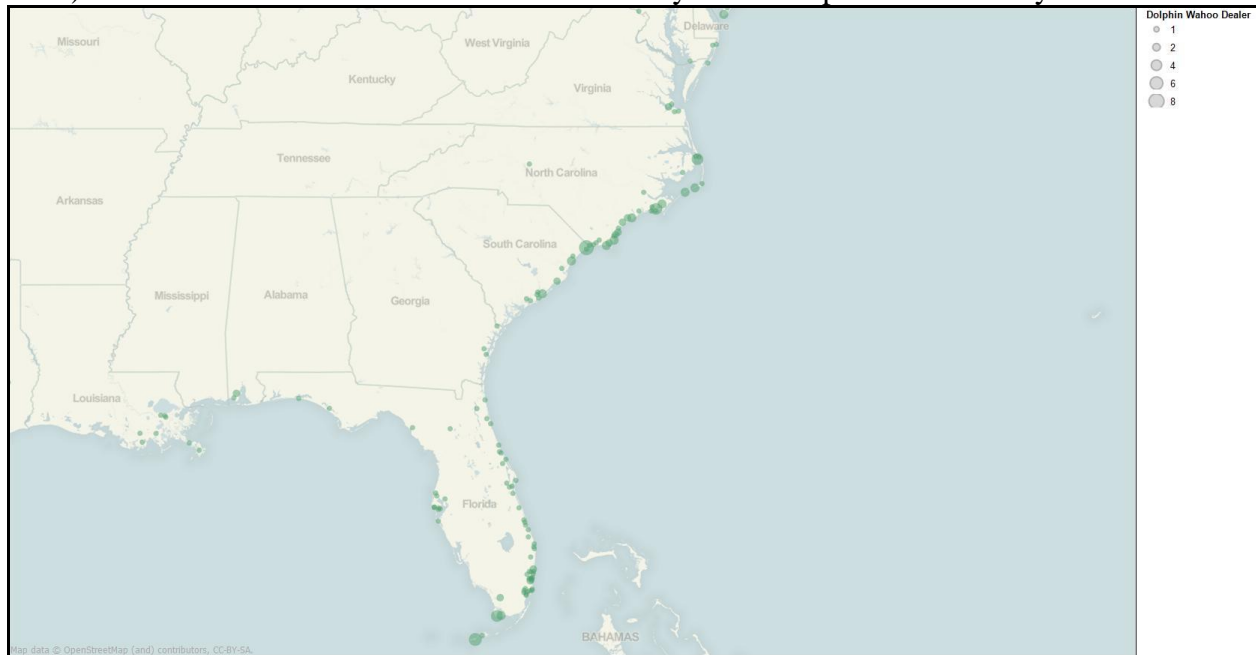 Dolphin Wahoo Dealer
1
2
4
6
8
Delaware
Missouri
West Virginia
Kentucky
Virginia
Tennessee
North Carolina
Arkansas
South Carolina
Mississippi
Alabama
Georgia
Louisiana
Florida
BAHAMAS
Map data © OpenStreetMap (and) contributors, CC-BY-SA.